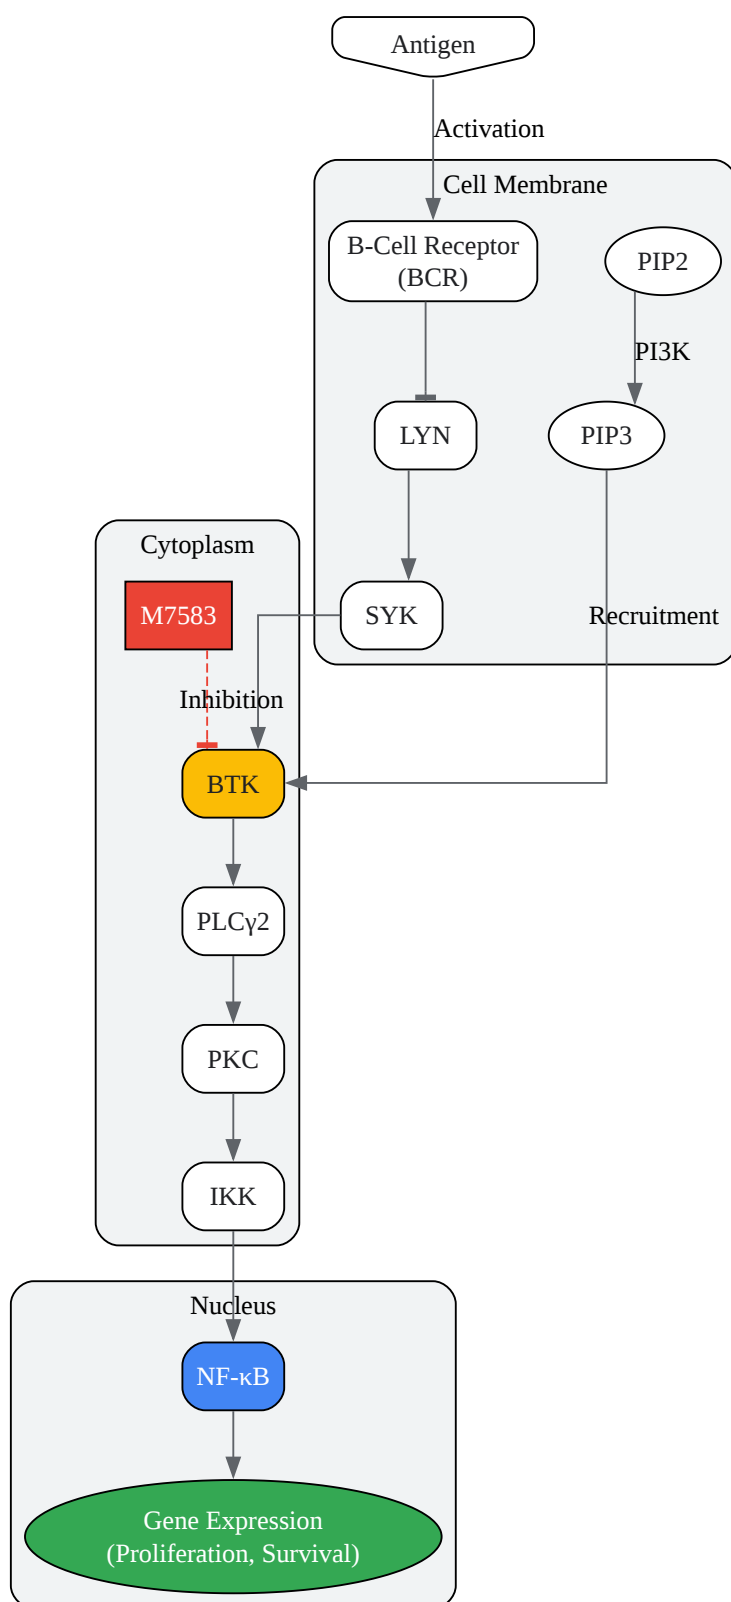 Antigen
Activation
Cell Membrane
B-Cell Receptor
(BCR)
PIP2
PI3K
LYN
PIP3
Cytoplasm
M7583
SYK
Recruitment
Inhibition
BTK
PLCγ2
PKC
IKK
Nucleus
NF-κB
Gene Expression
(Proliferation, Survival)